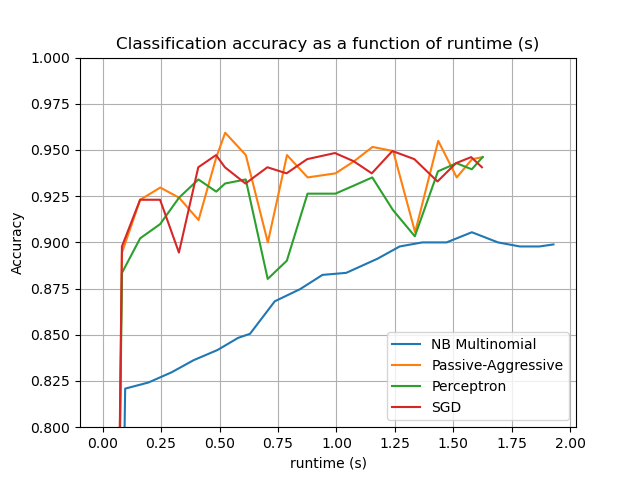 Classification accuracy as a function of runtime (s)
1.000
0.975
0.950
0.925
0.900
0.875
0.850
0.825
0.800
Accuracy
NB Multinomial
Passive-Aggressive
Perceptron
SGD
0.00 0.25 0.50 0.75 1.00 1.25 1.50 1.75 2.00
runtime (s)